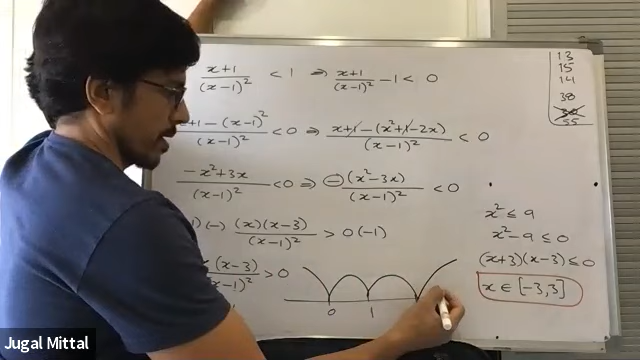 x+1/(x-1)² < 1 ⇒ x+1/(x-1)² - 1 < 0
+1-(x-1)²/(x-1)² < 0 ⇒ x+1-(x²+1-2x)/(x-1)² < 0
-x²+3x/(x-1)² < 0 ⇒ -(x²-3x)/(x-1)² < 0
) (-) (x)(x-3)/(x-1)² > 0(-1)
(x-3)/(x-1)² > 0
0 1
13
15
14
38
55
x² ≤ 9
x²-9 ≤ 0
(x+3)(x-3) ≤ 0
x ∈ [-3,3]
Jugal Mittal